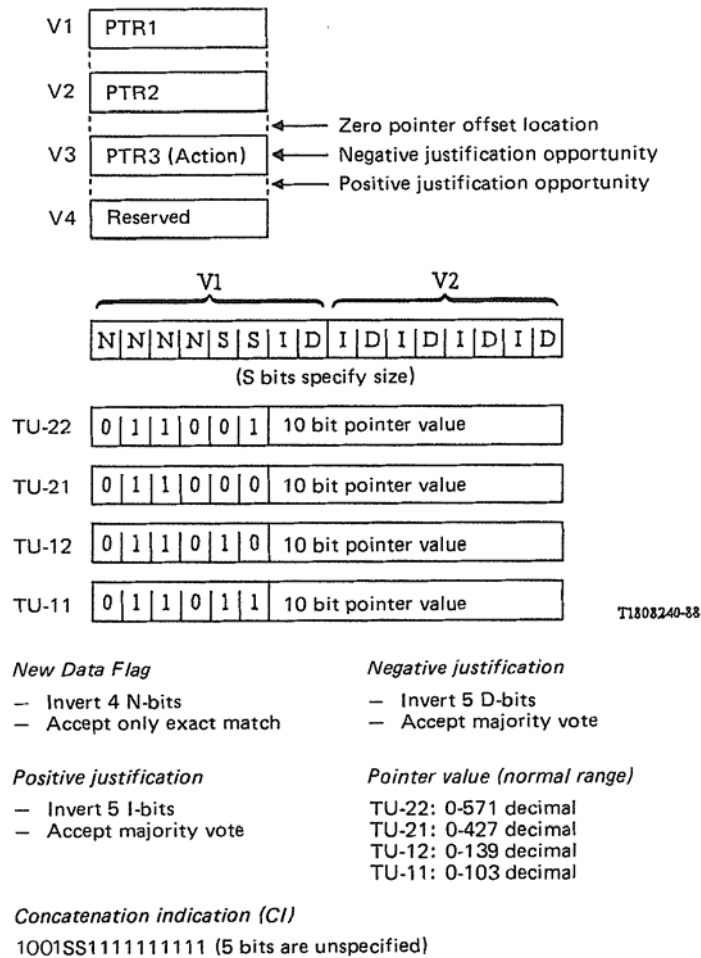 V1 PTR1
V2 PTR2
Zero pointer offset location
V3 PTR3 (Action) Negative justification opportunity
Positive justification opportunity
V4 Reserved
V1 V2
N N N N S S I D I D I D I D I D
(S bits specify size)
TU-22 0 1 1 0 0 1 10 bit pointer value
TU-21 0 1 1 0 0 0 10 bit pointer value
TU-12 0 1 1 0 1 0 10 bit pointer value
TU-11 0 1 1 0 1 1 10 bit pointer value
T1808240-88
New Data Flag
— Invert 4 N-bits
— Accept only exact match
Negative justification
— Invert 5 D-bits
— Accept majority vote
Positive justification
— Invert 5 I-bits
— Accept majority vote
Pointer value (normal range)
TU-22: 0-571 decimal
TU-21: 0-427 decimal
TU-12: 0-139 decimal
TU-11: 0-103 decimal
Concatenation indication (CI)
1001SS1111111111 (5 bits are unspecified)